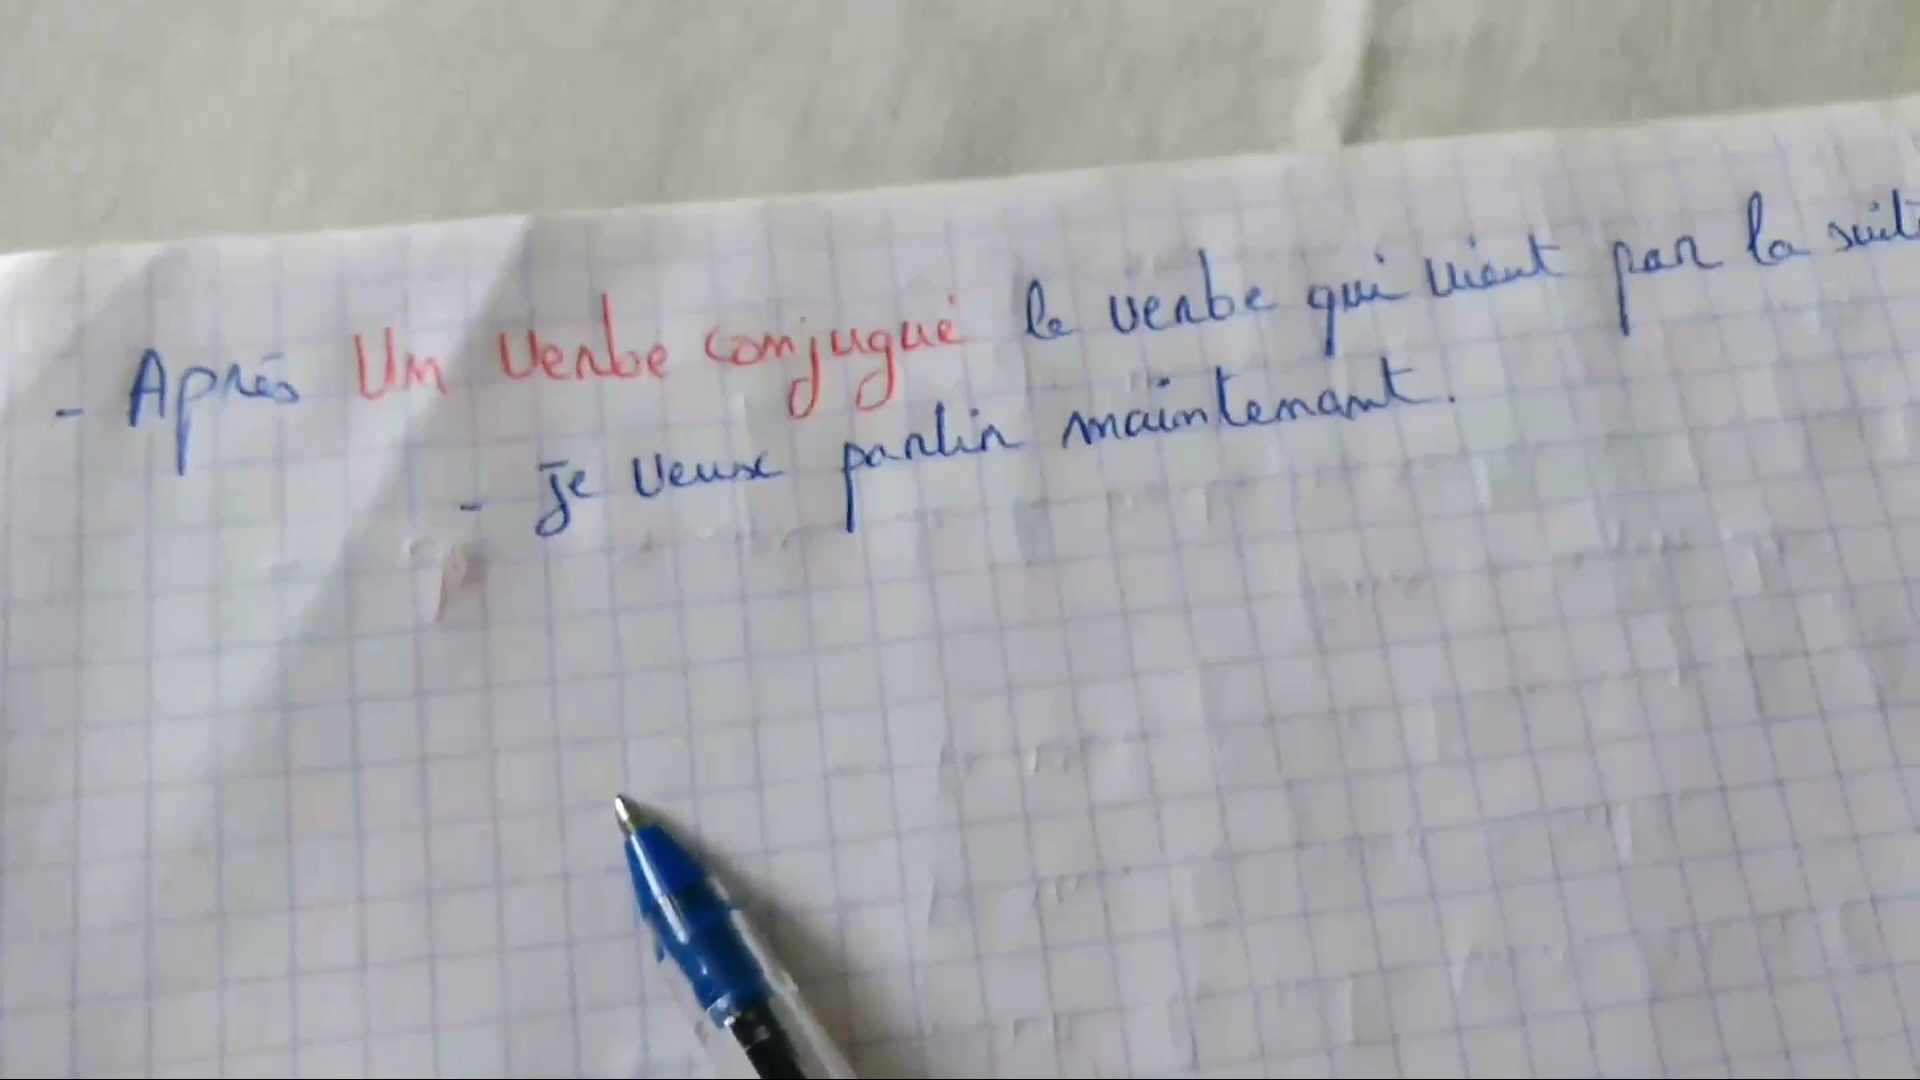 - Après Un verbe conjugué le verbe qui vient par la suit
- Je veux partir maintenant.